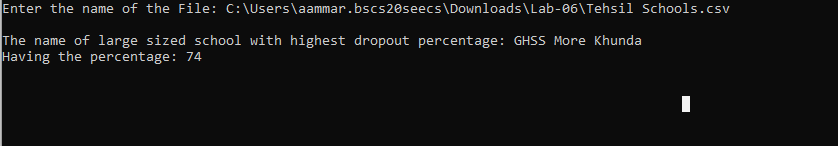 Enter the name of the File: C:\Users\aammar.bscs20seecs\Downloads\Lab-06\Tehsil Schools.csv
The name of large sized school with highest dropout percentage: GHSS More Khunda
Having the percentage: 74